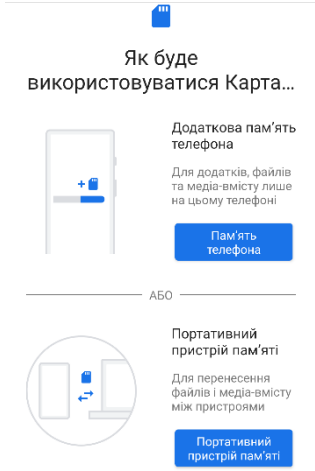 Як буде
використовуватися Карта…
Додаткова пам’ять
телефона
Для додатків, файлів
та медіа-вмісту лише
на цьому телефоні
Пам’ять
телефона
АБО
Портативний
пристрій пам’яті
Для перенесення
файлів і медіа-вмісту
між пристроями
Портативний
пристрій пам’яті